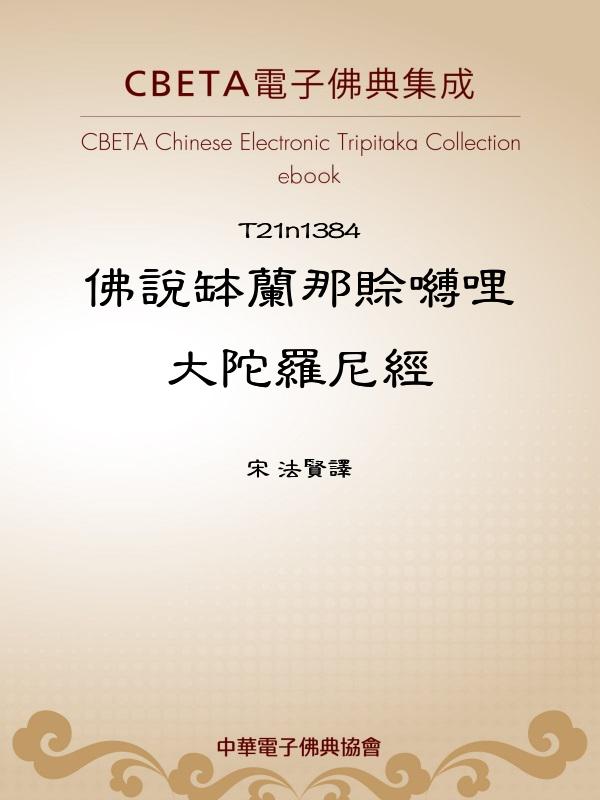 CBETA電子佛典集成
CBETA Chinese Electronic Tripitaka Collection
ebook
T21n1384
佛說缽蘭那賒嚩哩
大陀羅尼經
宋 法賢譯
中華電子佛典協會